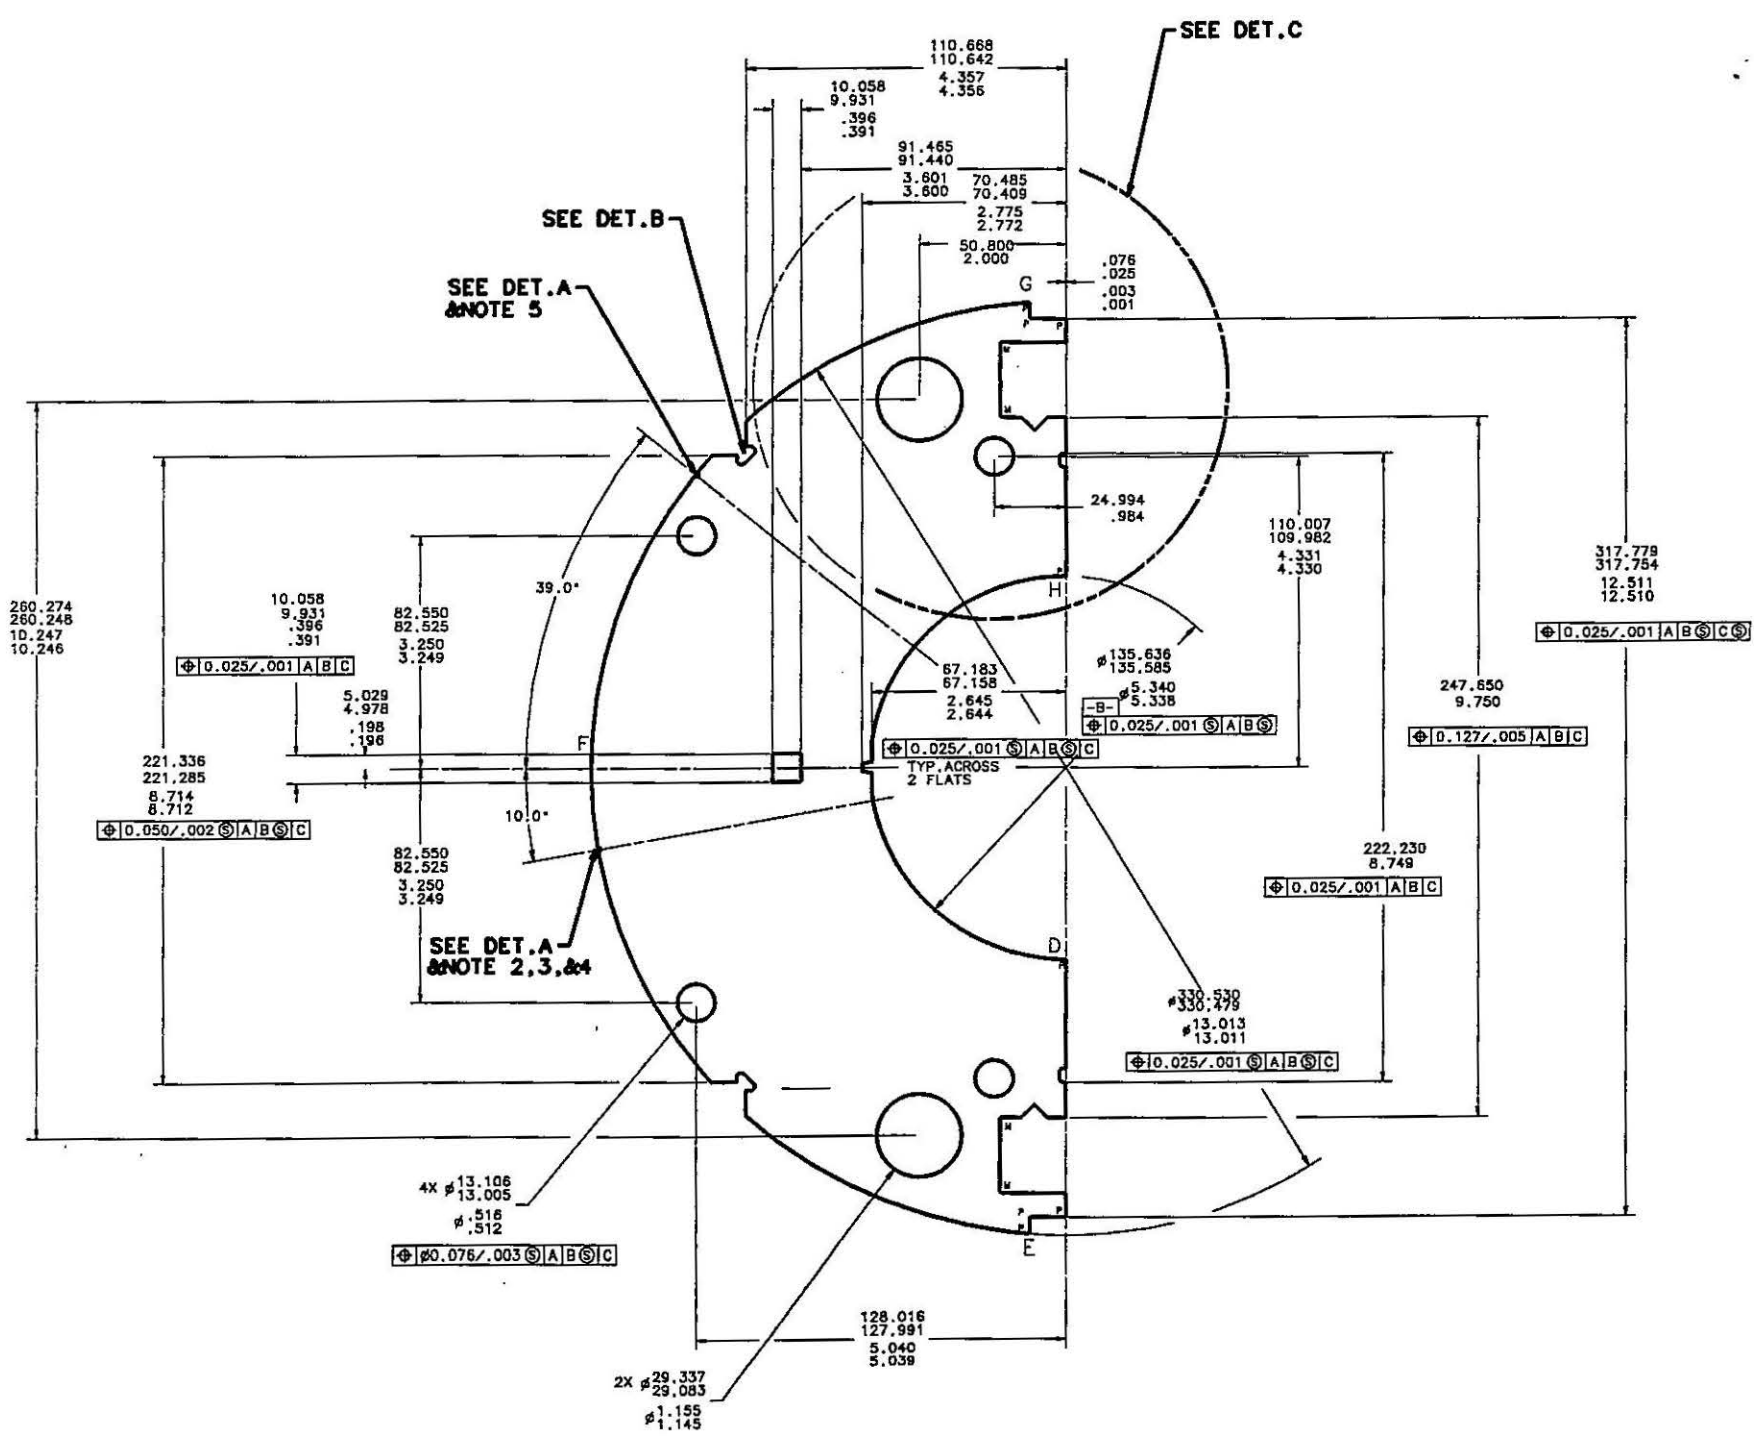 SEE DET.C
110.668
110.642
4.357
4.356
10.058
9.931
.396
.391
91.465
91.440
3.601
3.600
70.485
70.409
2.775
2.772
SEE DET.B
50.800
2.000
.076
.025
.003
.001
G
SEE DET.A
&NOTE 5
P
P
P
M
M
24.994
.984
110.007
109.982
4.331
4.330
317.779
317.754
12.511
12.510
⌖ 0.025/.001 A B Ⓢ C Ⓢ
P
H
39.0°
260.274
260.248
10.247
10.246
10.058
9.931
.396
.391
⌖ 0.025/.001 A B C
82.550
82.525
3.250
3.249
67.183
67.158
2.645
2.644
⌀135.636
135.585
⌀5.340
5.338
-B-
⌖ 0.025/.001 Ⓢ A B Ⓢ
247.650
9.750
⌖ 0.127/.005 A B C
5.029
4.978
.198
.196
F
⌖ 0.025/.001 Ⓢ A B Ⓢ C
TYP.ACROSS
2 FLATS
221.336
221.285
8.714
8.712
⌖ 0.050/.002 Ⓢ A B Ⓢ C
10.0°
82.550
82.525
3.250
3.249
222.230
8.749
⌖ 0.025/.001 A B C
SEE DET.A
&NOTE 2,3,&4
D
P
⌀330.530
330.479
⌀13.013
13.011
⌖ 0.025/.001 Ⓢ A B Ⓢ C
M
M
4X ⌀13.106
13.005
⌀.516
.512
⌖ ⌀0.076/.003 Ⓢ A B Ⓢ C
P
P
P
E
128.016
127.991
5.040
5.039
2X ⌀29.337
29.083
⌀1.155
1.145